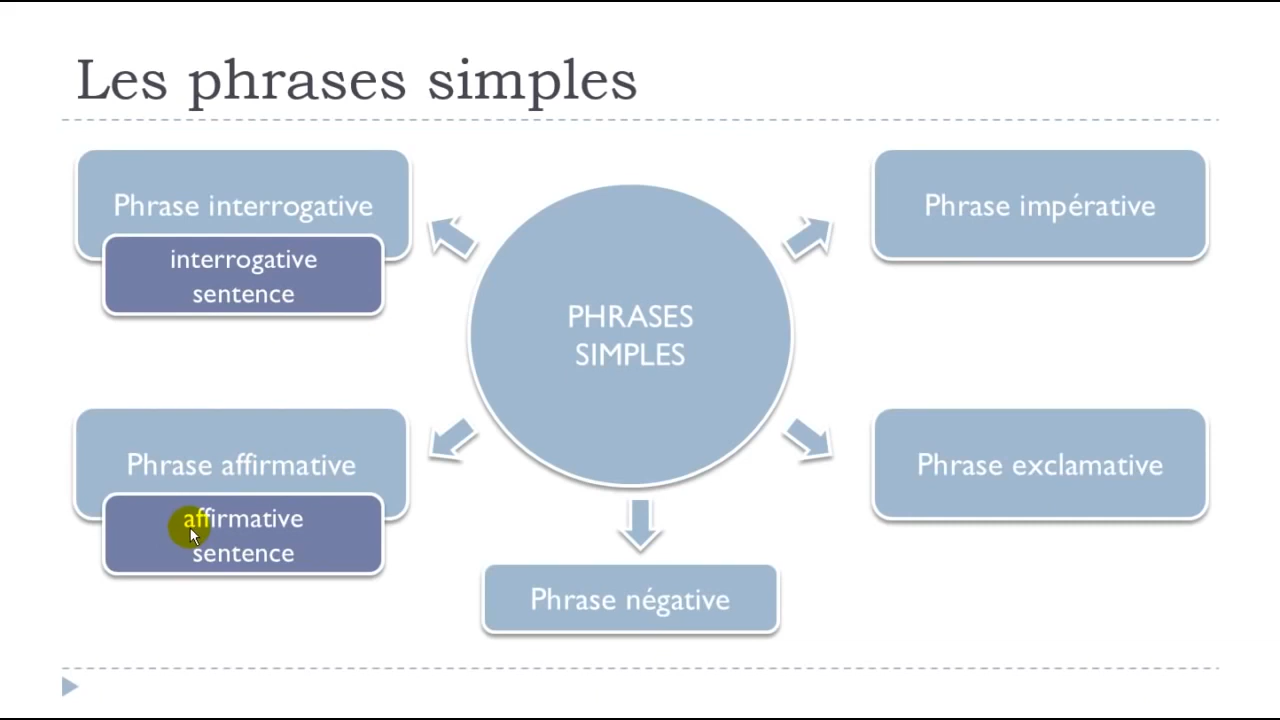 Les phrases simples
Phrase interrogative
interrogative
sentence
Phrase impérative
PHRASES
SIMPLES
Phrase affirmative
affirmative
sentence
Phrase exclamative
Phrase négative